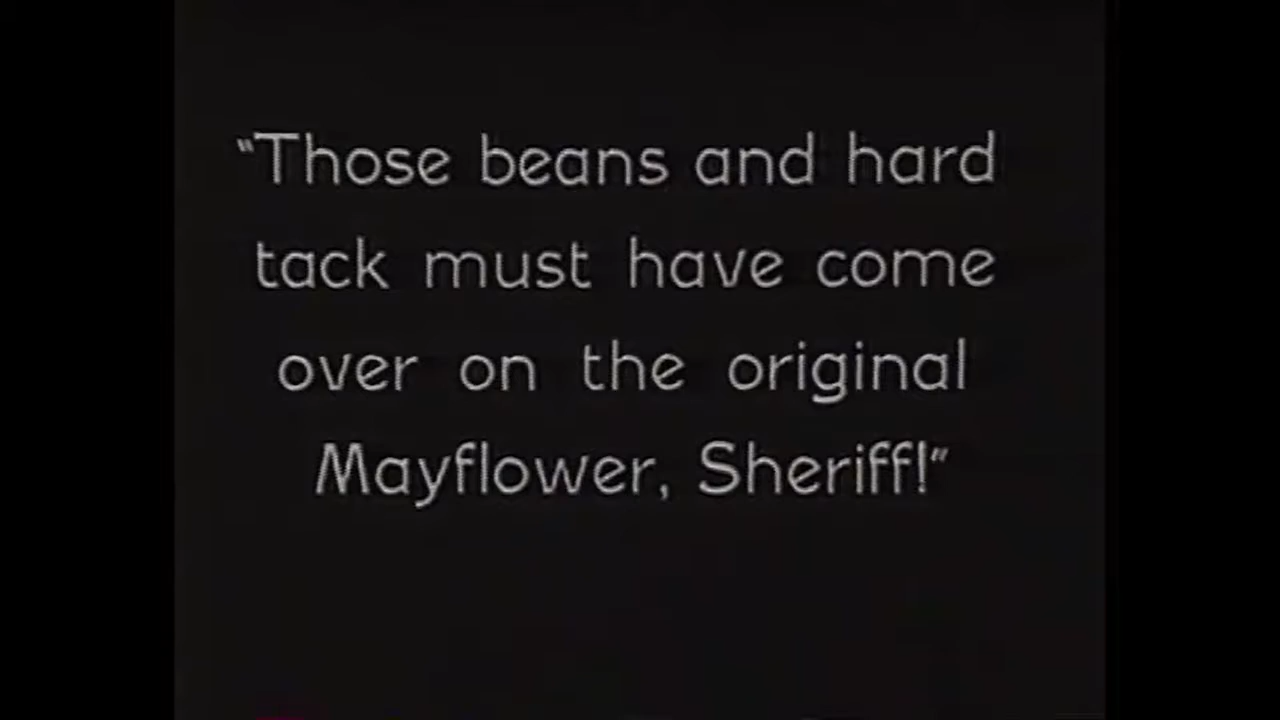 “Those beans and hard
tack must have come
over on the original
Mayflower, Sheriff!”